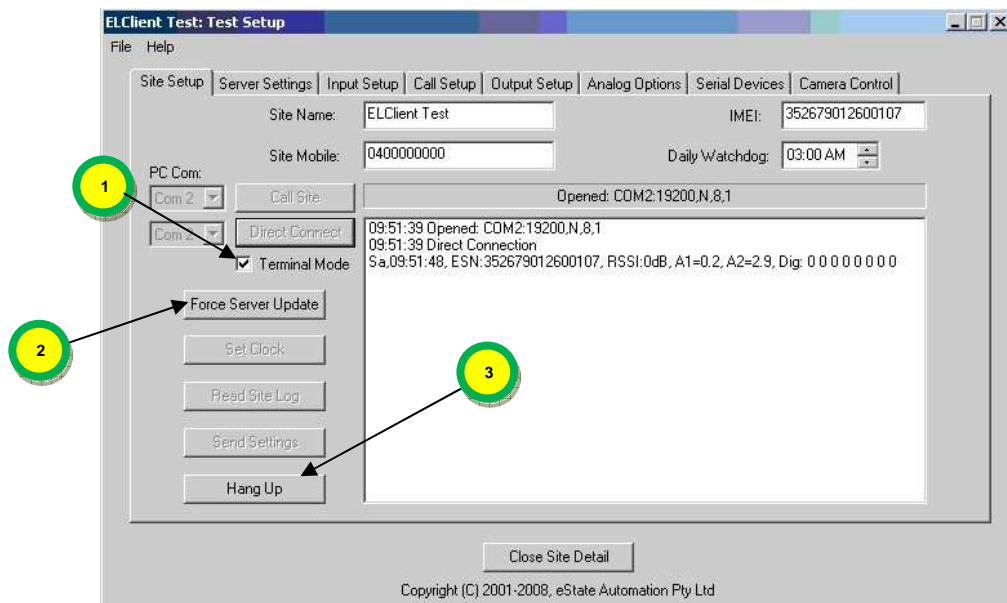 ELClient Test: Test Setup
File Help
Site Setup Server Settings Input Setup Call Setup Output Setup Analog Options Serial Devices Camera Control
Site Name: ELClient Test IMEI: 352679012600107
Site Mobile: 0400000000 Daily Watchdog: 03:00 AM
PC Com:
1
Com 2 Call Site Opened: COM2:19200,N,8,1
Com 2 Direct Connect
Terminal Mode
09:51:39 Opened: COM2:19200,N,8,1
09:51:39 Direct Connection
Sa,09:51:48, ESN:352679012600107, RSSI:0dB, A1=0.2, A2=2.9, Dig: 0 0 0 0 0 0 0 0
Force Server Update
2
Set Clock
3
Read Site Log
Send Settings
Hang Up
Close Site Detail
Copyright (C) 2001-2008, eState Automation Pty Ltd